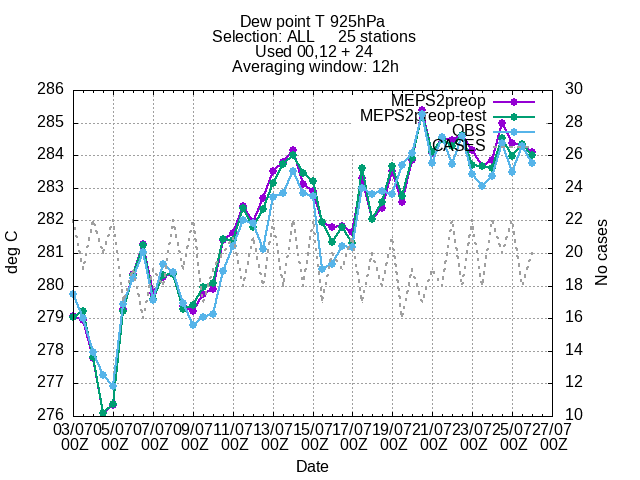 Dew point T 925hPa
Selection: ALL 25 stations
Used 00,12 + 24
Averaging window: 12h
MEPS2preop
MEPS2preop-test
OBS
CASES
286
285
284
283
282
281
280
279
278
277
276
deg C
30
28
26
24
22
20
18
16
14
12
10
No cases
03/07 05/07 07/07 09/07 11/07 13/07 15/07 17/07 19/07 21/07 23/07 25/07 27/07
00Z 00Z 00Z 00Z 00Z 00Z 00Z 00Z 00Z 00Z 00Z 00Z 00Z
Date